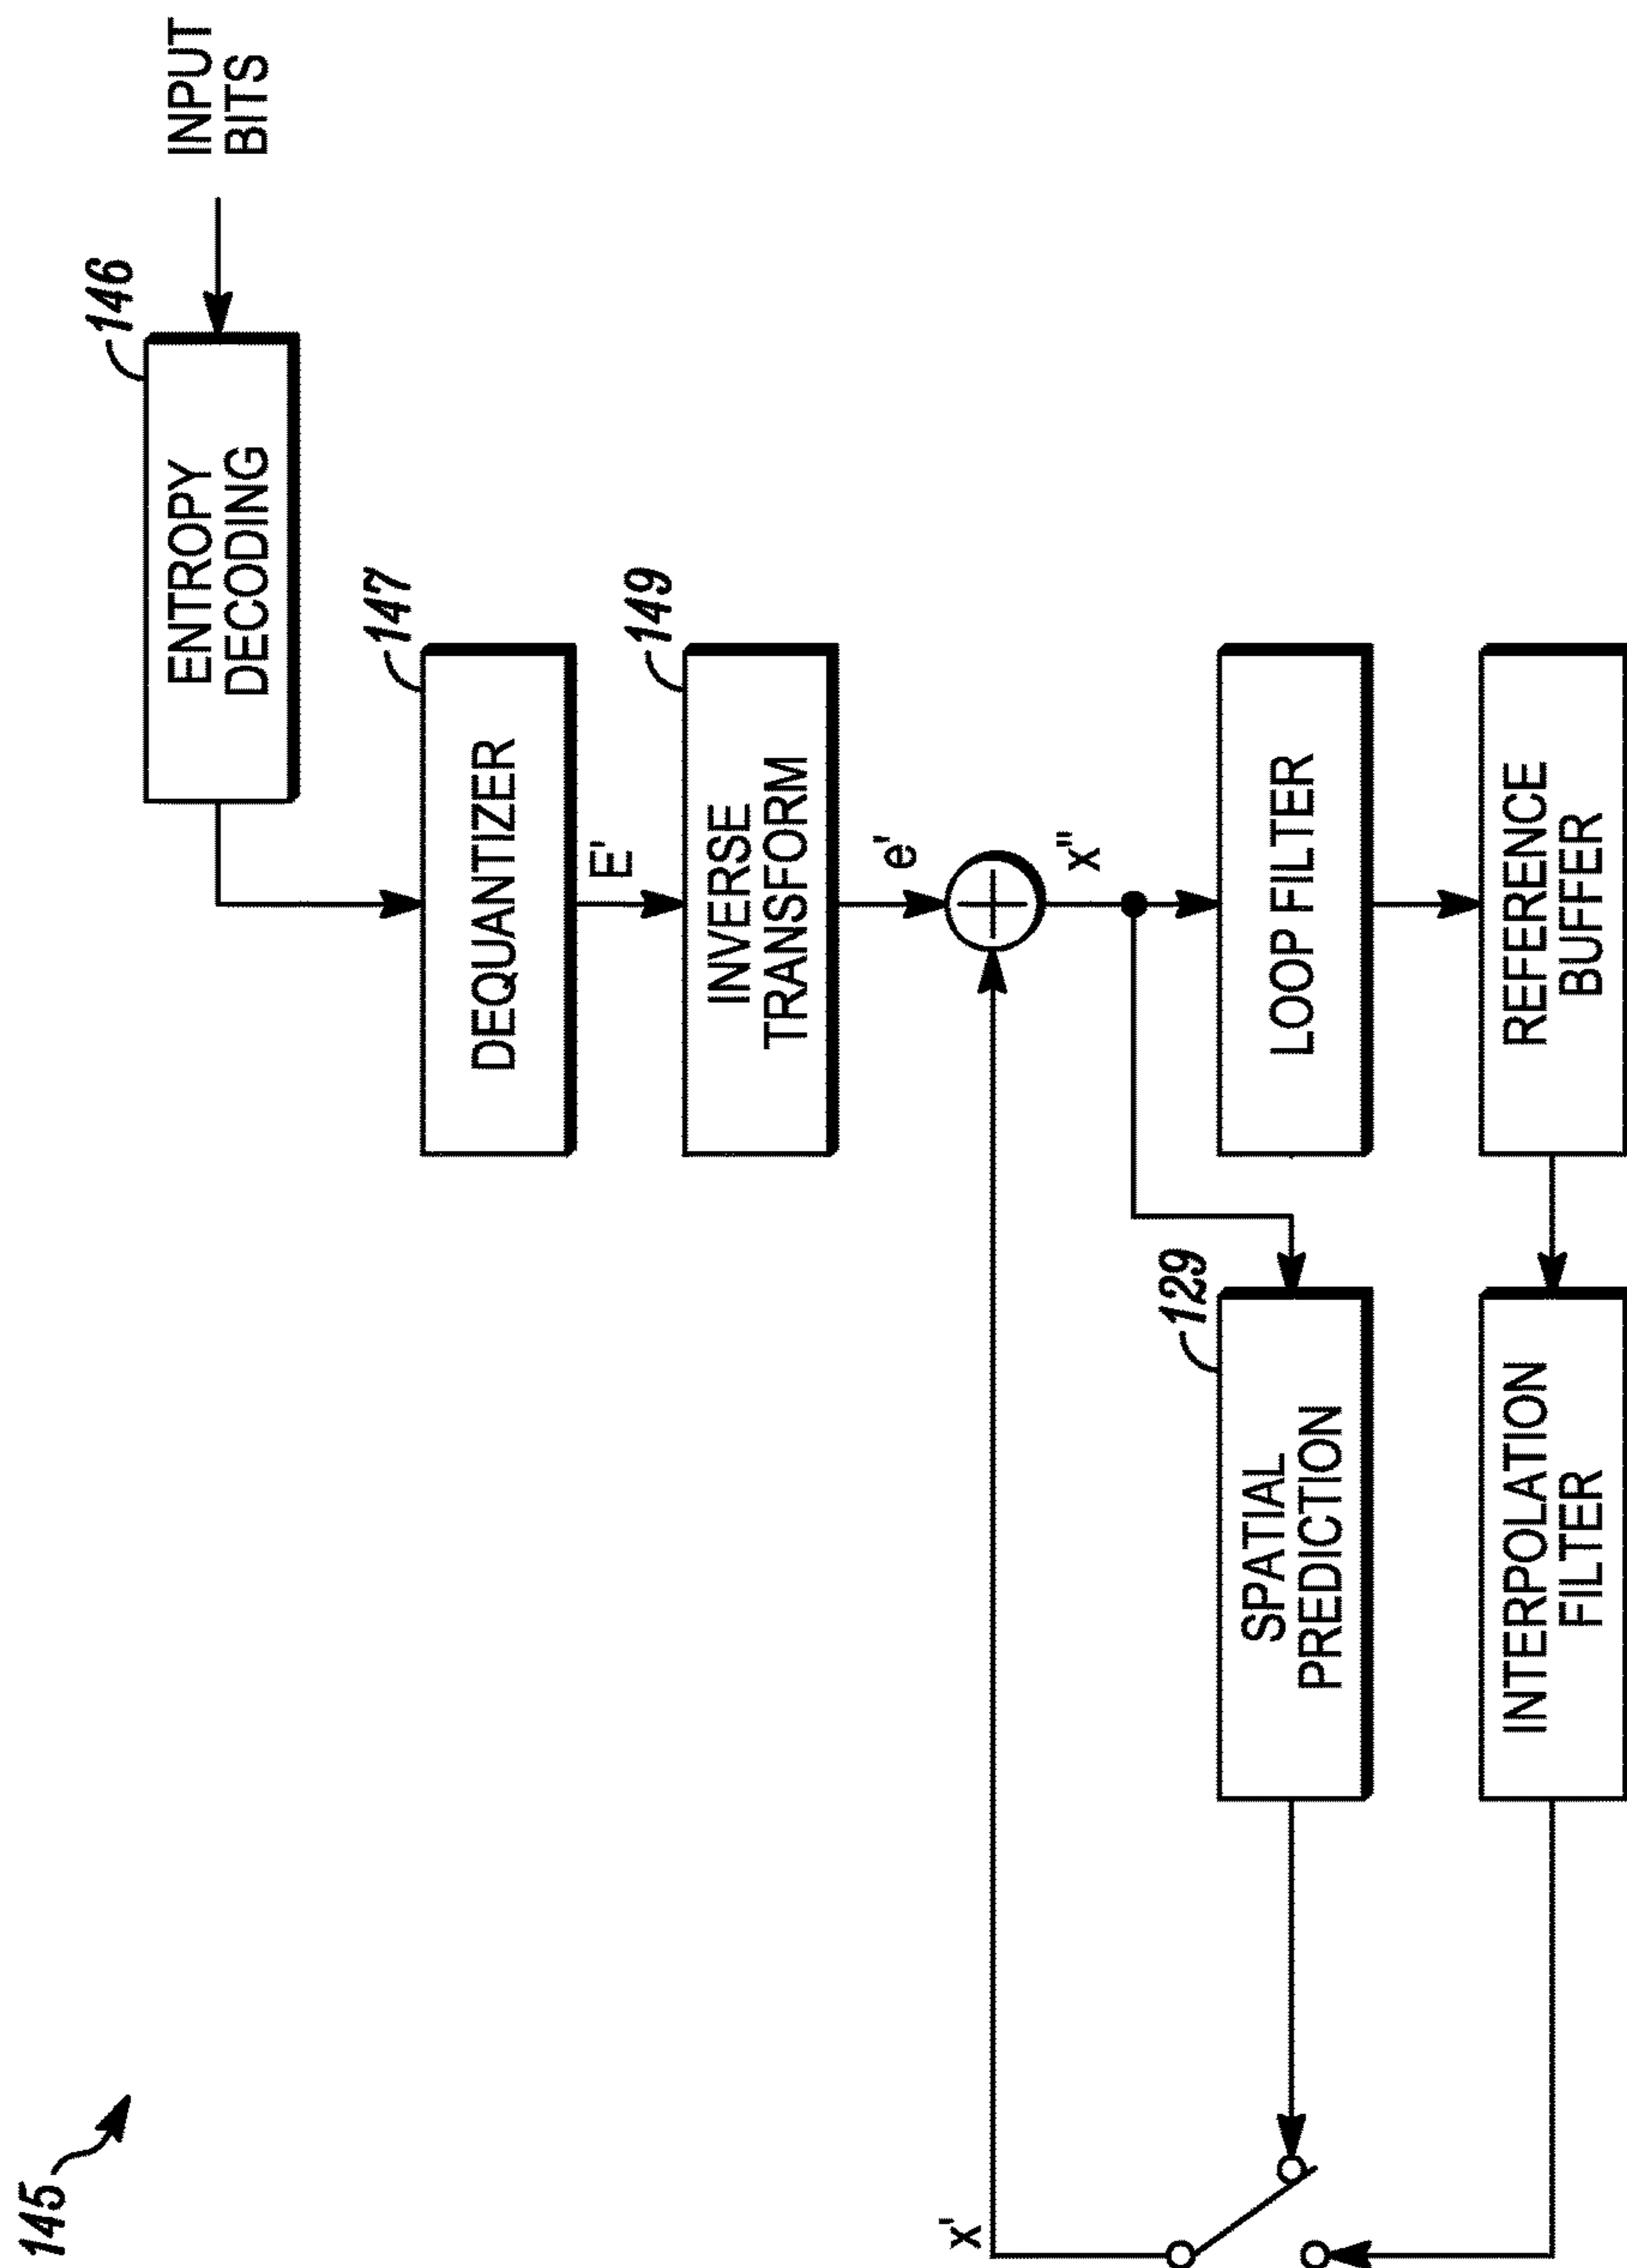 145
146
INPUT
BITS
ENTROPY
DECODING
147
DEQUANTIZER
E'
149
INVERSE
TRANSFORM
e'
x'
x"
129
SPATIAL
PREDICTION
LOOP FILTER
INTERPOLATION
FILTER
REFERENCE
BUFFER